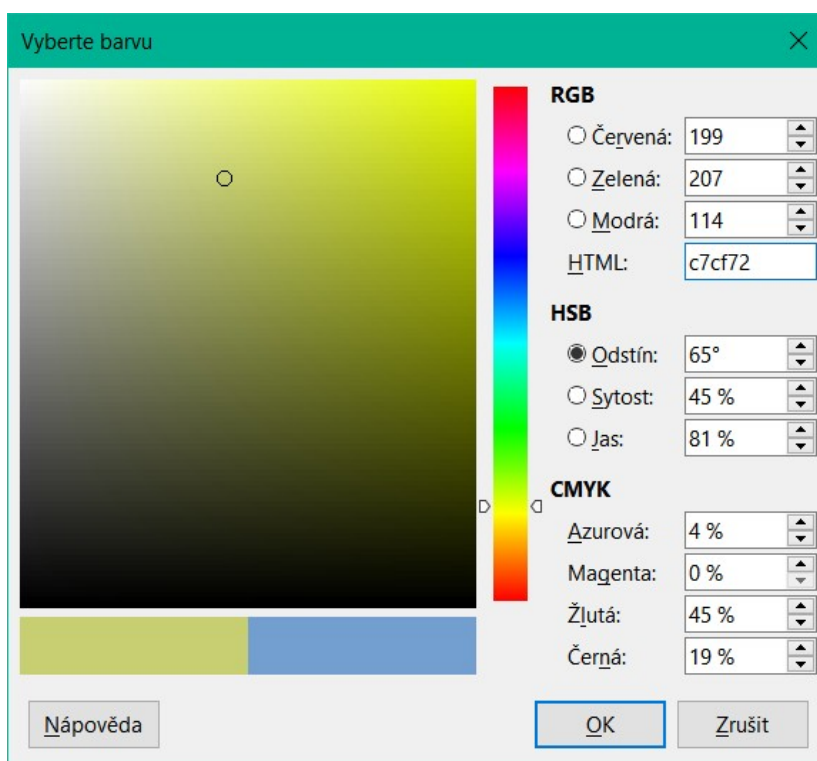 Vyberte barvu
RGB
Červená: 199
Zelená: 207
Modrá: 114
HTML: c7cf72
HSB
Odstín: 65°
Sytost: 45 %
Jas: 81 %
CMYK
Azurová: 4 %
Magenta: 0 %
Žlutá: 45 %
Černá: 19 %
Nápověda OK Zrušit